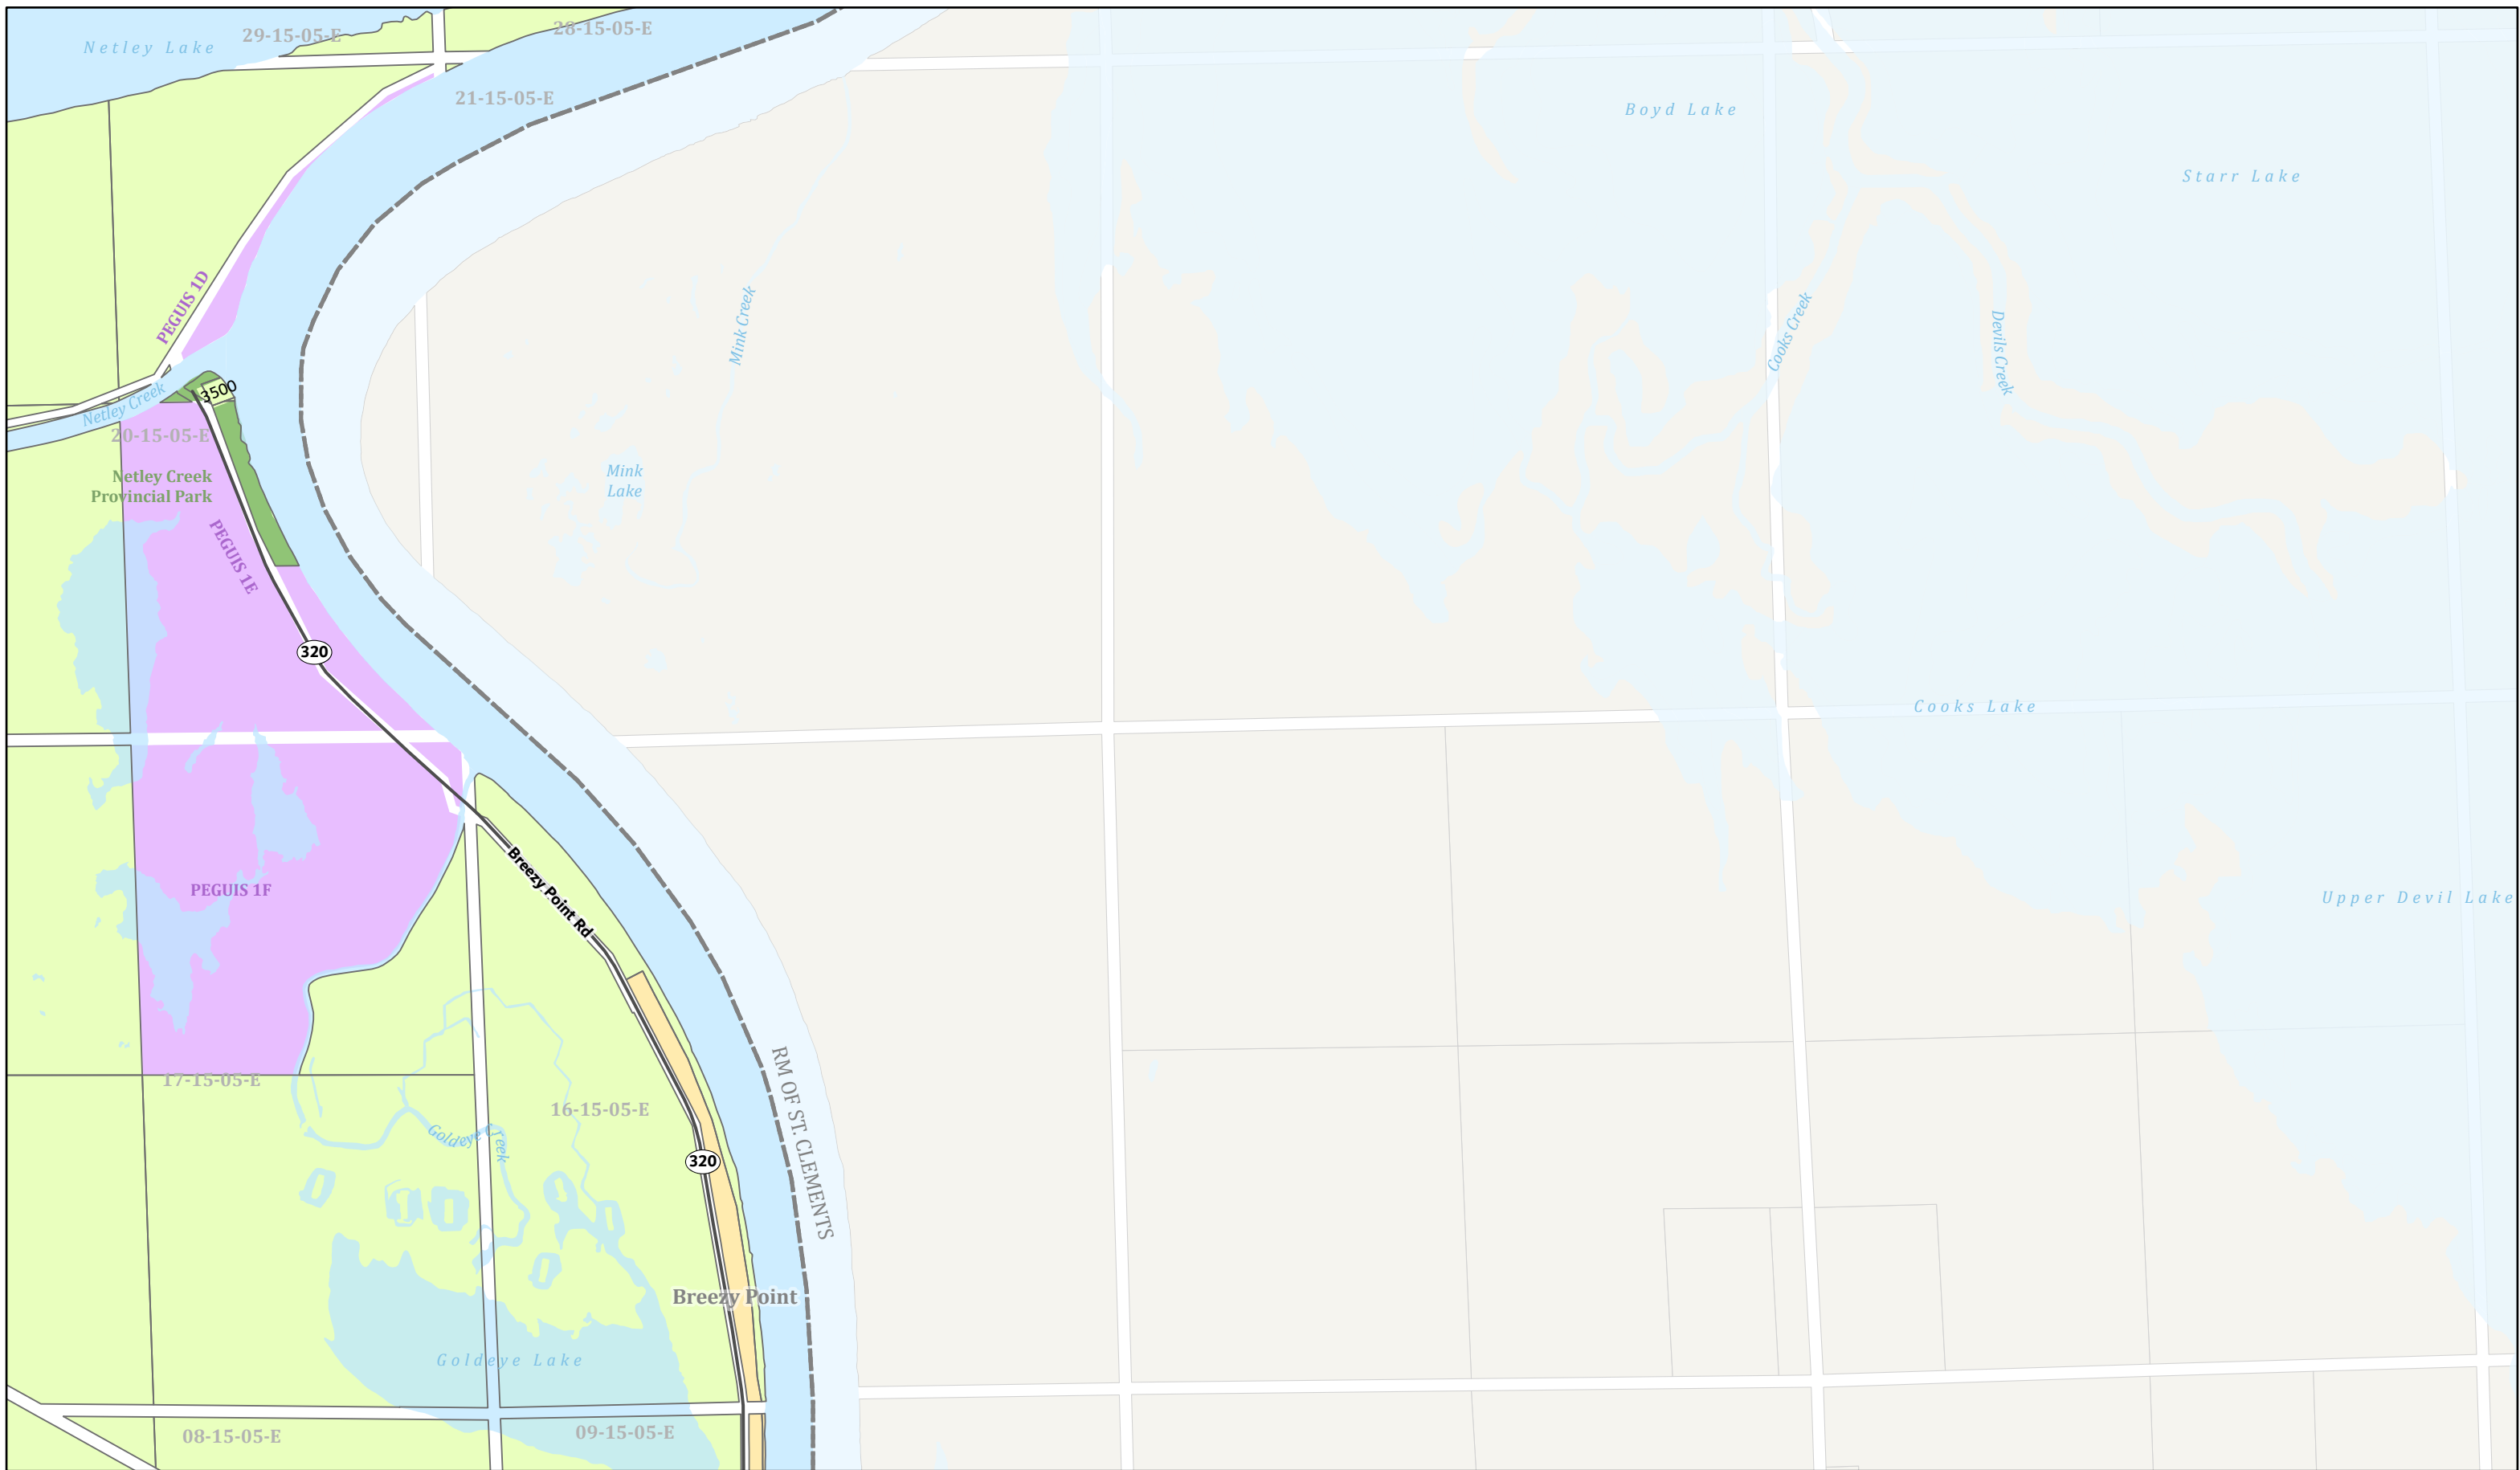 Netley Lake
29-15-05-E
28-15-05-E
21-15-05-E
Boyd Lake
Starr Lake
PEGUIS 1D
Mink Creek
Cooks Creek
Devils Creek
3500
Netley Creek
20-15-05-E
Netley Creek
Provincial Park
Mink
Lake
PEGUIS 1E
320
Cooks Lake
Breezy Point Rd
PEGUIS 1F
Upper Devil Lake
17-15-05-E
16-15-05-E
RM OF ST. CLEMENTS
Goldeye Creek
320
Breezy Point
Goldeye Lake
08-15-05-E
09-15-05-E